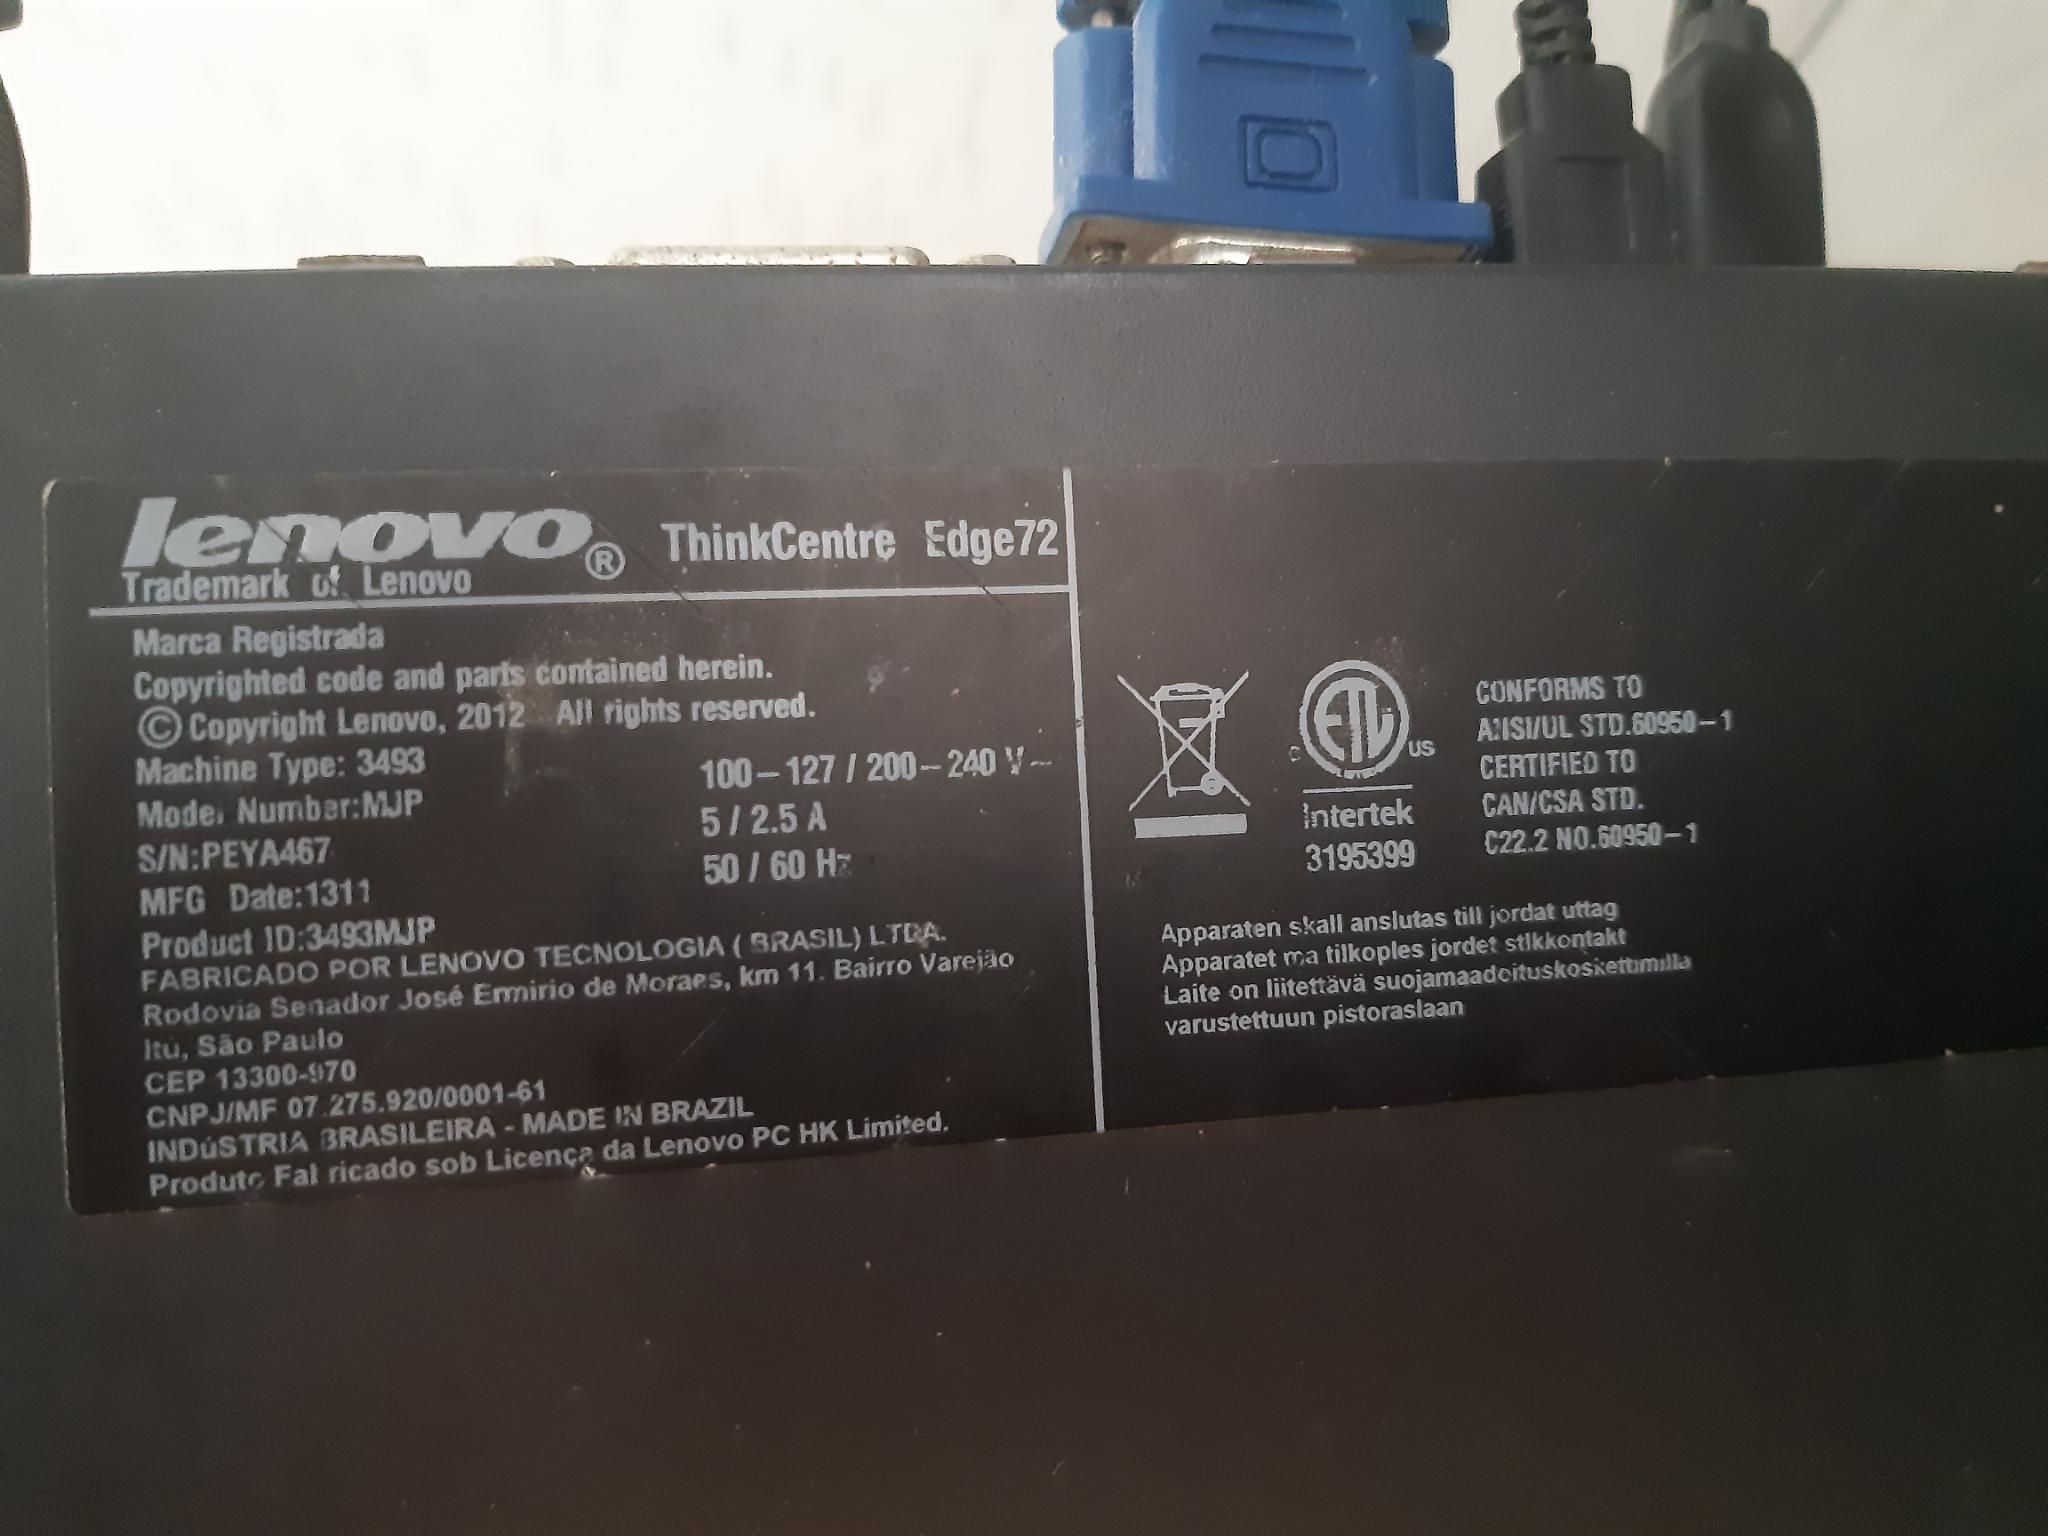 lenovo® ThinkCentre Edge72
Trademark of Lenovo
Marca Registrada
Copyrighted code and parts contained herein.
© Copyright Lenovo, 2012 All rights reserved.
Machine Type: 3493
Model Number:MJP
S/N:PEYA467
MFG Date:1311
Product ID:3493MJP
100-127 / 200-240 V~
5 / 2.5 A
50 / 60 Hz
FABRICADO POR LENOVO TECNOLOGIA ( BRASIL) LTDA.
Rodovia Senador José Ermirio de Moraes, km 11. Bairro Varejão
Itú, São Paulo
CEP 13300-970
CNPJ/MF 07.275.920/0001-61
INDúSTRIA BRASILEIRA - MADE IN BRAZIL
Produto Fabricado sob Licença da Lenovo PC HK Limited.
C ETL US
LISTED
Intertek
3195399
CONFORMS TO
ANSI/UL STD.60950-1
CERTIFIED TO
CAN/CSA STD.
C22.2 NO.60950-1
Apparaten skall anslutas till jordat uttag
Apparatet ma tilkoples jordet stikkontakt
Laite on liitettävä suojamaadoituskoskettimilla
varustettuun pistoraslaan